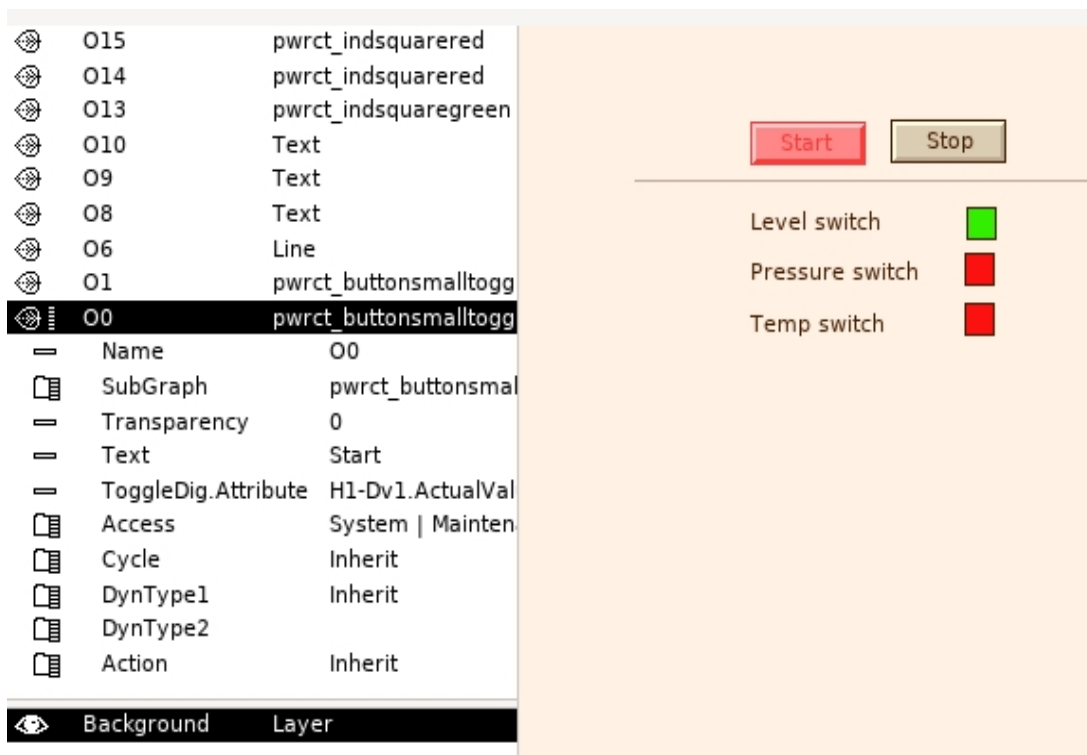 O15 pwrct_indsquarered
O14 pwrct_indsquarered
O13 pwrct_indsquaregreen
O10 Text
O9 Text
O8 Text
O6 Line
O1 pwrct_buttonsmalltogg
O0 pwrct_buttonsmalltogg
Name O0
SubGraph pwrct_buttonsmal
Transparency 0
Text Start
ToggleDig.Attribute H1-Dv1.ActualVal
Access System | Mainten
Cycle Inherit
DynType1 Inherit
DynType2
Action Inherit
Background Layer
Start Stop
Level switch
Pressure switch
Temp switch